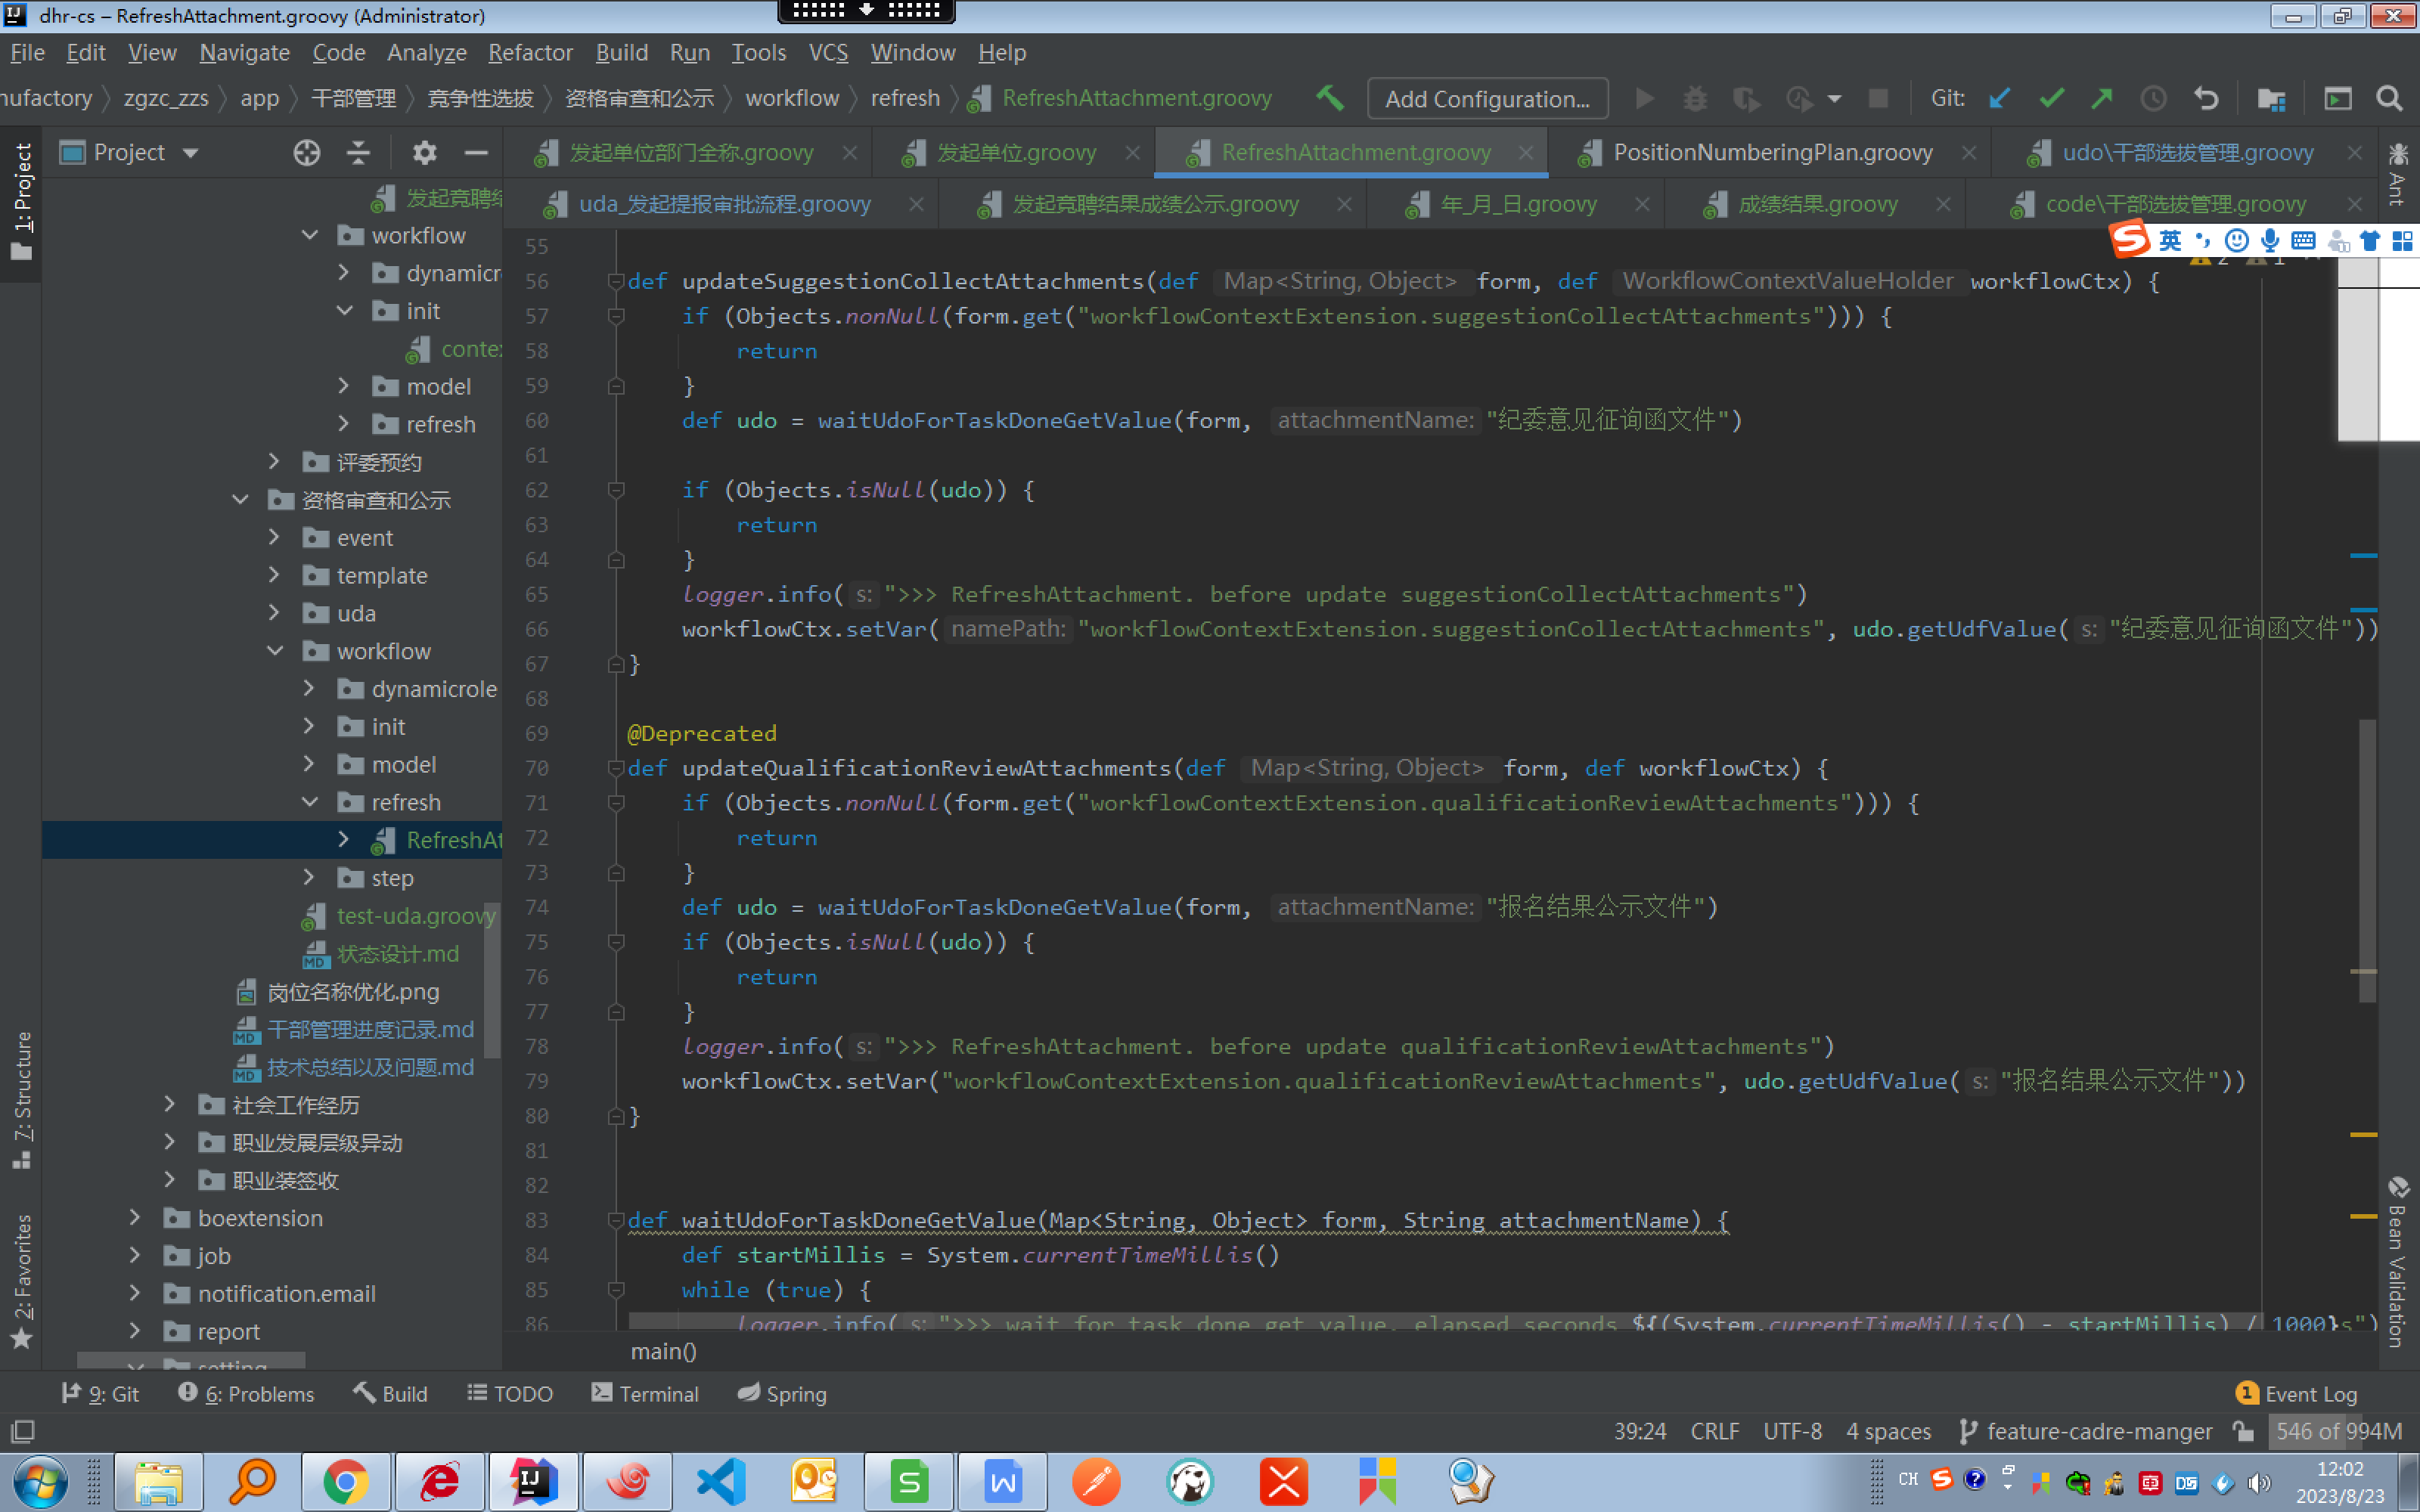 dhr-cs – RefreshAttachment.groovy (Administrator)
File Edit View Navigate Code Analyze Refactor Build Run Tools VCS Window Help
nufactory zgzc_zzs app 干部管理 竞争性选拔 资格审查和公示 workflow refresh RefreshAttachment.groovy Add Configuration... Git:
1: Project
Project
发起单位部门全称.groovy 发起单位.groovy RefreshAttachment.groovy PositionNumberingPlan.groovy udo\干部选拔管理.groovy
uda_发起提报审批流程.groovy 发起竞聘结果成绩公示.groovy 年_月_日.groovy 成绩结果.groovy code\干部选拔管理.groovy
Ant
英
发起竞聘结
workflow
dynamicr
init
conte
model
refresh
评委预约
资格审查和公示
event
template
uda
workflow
dynamicrole
init
model
refresh
RefreshAt
step
test-uda.groovy
状态设计.md
岗位名称优化.png
干部管理进度记录.md
技术总结以及问题.md
社会工作经历
职业发展层级异动
职业装签收
boextension
job
notification.email
report
setting
7: Structure
2: Favorites
55
56 def updateSuggestionCollectAttachments(def Map<String, Object> form, def WorkflowContextValueHolder workflowCtx) {
57 if (Objects.nonNull(form.get("workflowContextExtension.suggestionCollectAttachments"))) {
58 return
59 }
60 def udo = waitUdoForTaskDoneGetValue(form, attachmentName: "纪委意见征询函文件")
61
62 if (Objects.isNull(udo)) {
63 return
64 }
65 logger.info( s: ">>> RefreshAttachment. before update suggestionCollectAttachments")
66 workflowCtx.setVar( namePath: "workflowContextExtension.suggestionCollectAttachments", udo.getUdfValue( s: "纪委意见征询函文件"))
67 }
68
69 @Deprecated
70 def updateQualificationReviewAttachments(def Map<String, Object> form, def workflowCtx) {
71 if (Objects.nonNull(form.get("workflowContextExtension.qualificationReviewAttachments"))) {
72 return
73 }
74 def udo = waitUdoForTaskDoneGetValue(form, attachmentName: "报名结果公示文件")
75 if (Objects.isNull(udo)) {
76 return
77 }
78 logger.info( s: ">>> RefreshAttachment. before update qualificationReviewAttachments")
79 workflowCtx.setVar("workflowContextExtension.qualificationReviewAttachments", udo.getUdfValue( s: "报名结果公示文件"))
80 }
81
82
83 def waitUdoForTaskDoneGetValue(Map<String, Object> form, String attachmentName) {
84 def startMillis = System.currentTimeMillis()
85 while (true) {
86 logger.info( s: ">>> wait for task done get value, elapsed seconds ${(System.currentTimeMillis() - startMillis) / 1000}s")
main()
Bean Validation
9: Git 6: Problems Build TODO Terminal Spring 1 Event Log
39:24 CRLF UTF-8 4 spaces feature-cadre-manger 546 of 994M
CH
12:02
2023/8/23